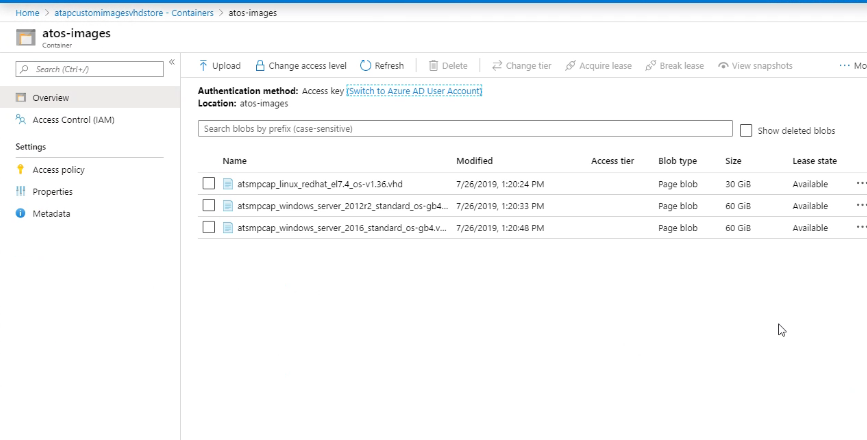 Home > atapcustomimagesvhdstore - Containers > atos-images
atos-images
Container
Search (Ctrl+/)
«
Overview
Access Control (IAM)
Settings
Access policy
Properties
Metadata
Upload Change access level Refresh Delete Change tier Acquire lease Break lease View snapshots ··· Mo
Authentication method: Access key (Switch to Azure AD User Account)
Location: atos-images
Search blobs by prefix (case-sensitive)
Show deleted blobs
Name Modified Access tier Blob type Size Lease state
atsmpcap_linux_redhat_el7.4_os-v1.36.vhd 7/26/2019, 1:20:24 PM Page blob 30 GiB Available ···
atsmpcap_windows_server_2012r2_standard_os-gb4... 7/26/2019, 1:20:33 PM Page blob 60 GiB Available ···
atsmpcap_windows_server_2016_standard_os-gb4.v... 7/26/2019, 1:20:48 PM Page blob 60 GiB Available ···